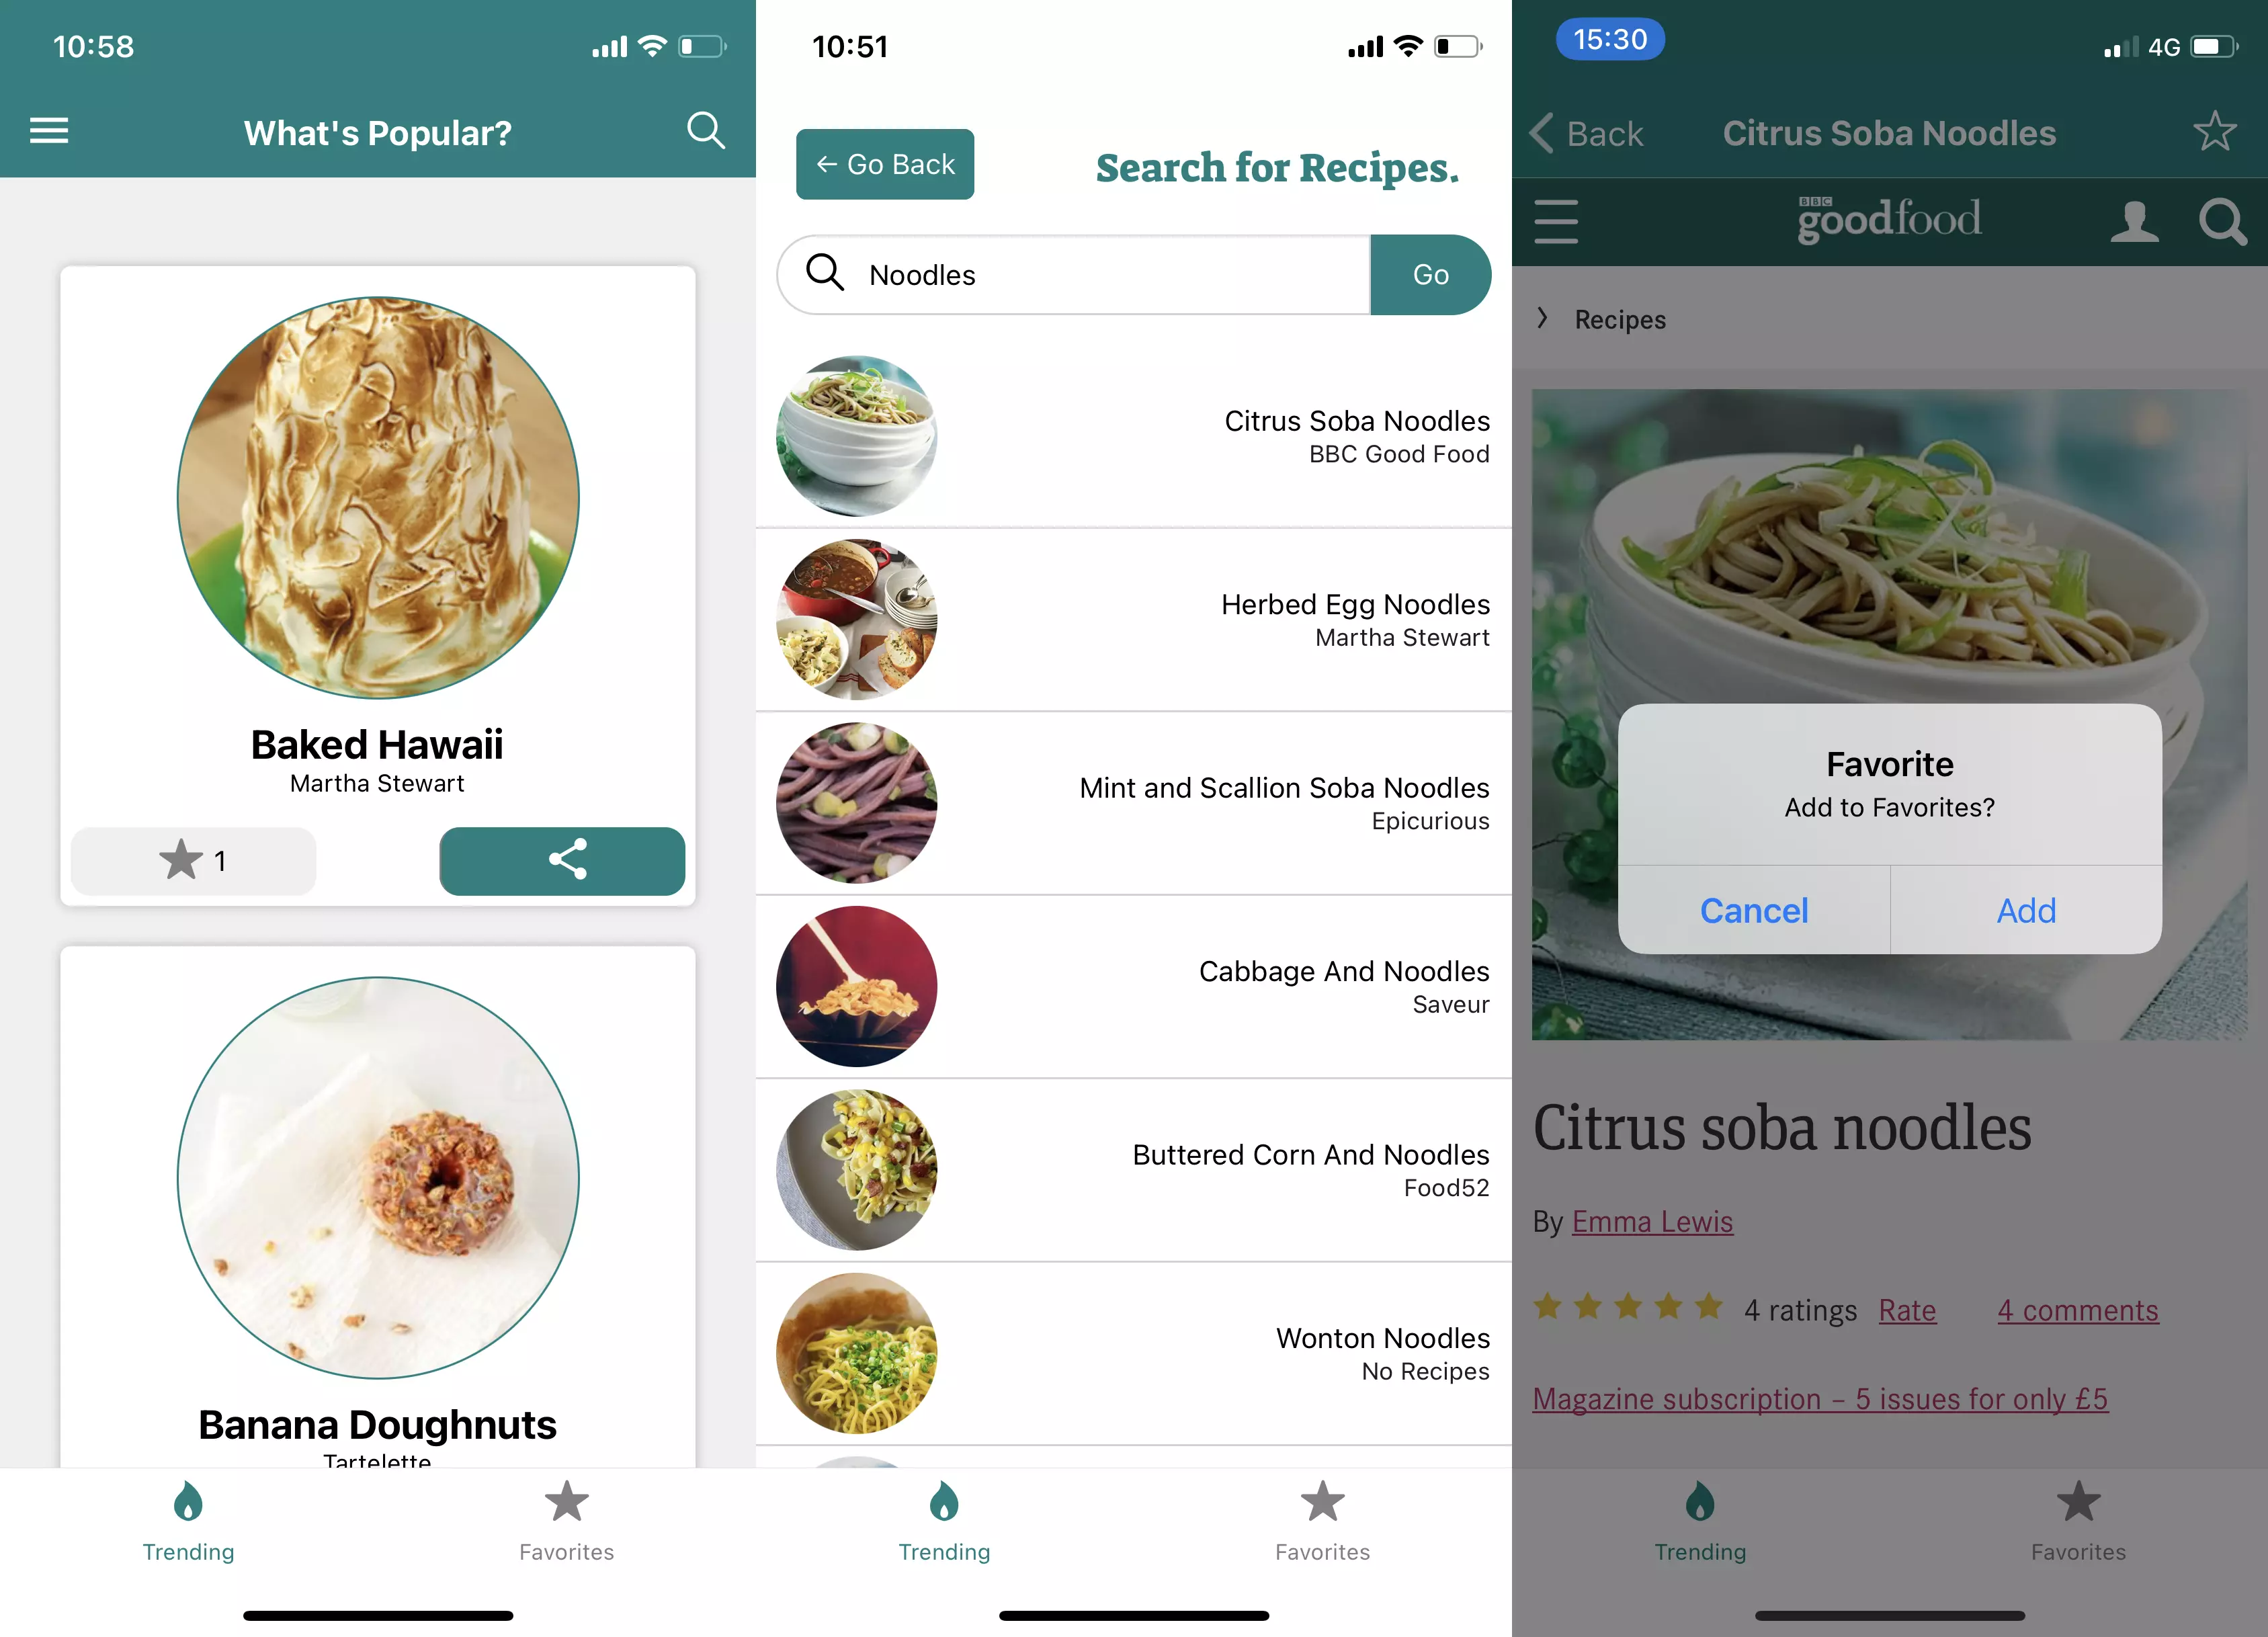 10:58
What's Popular?
Baked Hawaii
Martha Stewart
1
Banana Doughnuts
Tartelette
Trending
Favorites
10:51
← Go Back
Search for Recipes.
Noodles
Go
Citrus Soba Noodles
BBC Good Food
Herbed Egg Noodles
Martha Stewart
Mint and Scallion Soba Noodles
Epicurious
Cabbage And Noodles
Saveur
Buttered Corn And Noodles
Food52
Wonton Noodles
No Recipes
Trending
Favorites
15:30
4G
Back
Citrus Soba Noodles
BBC
goodfood
Recipes
Favorite
Add to Favorites?
Cancel
Add
Citrus soba noodles
By Emma Lewis
4 ratings Rate 4 comments
Magazine subscription – 5 issues for only £5
Trending
Favorites